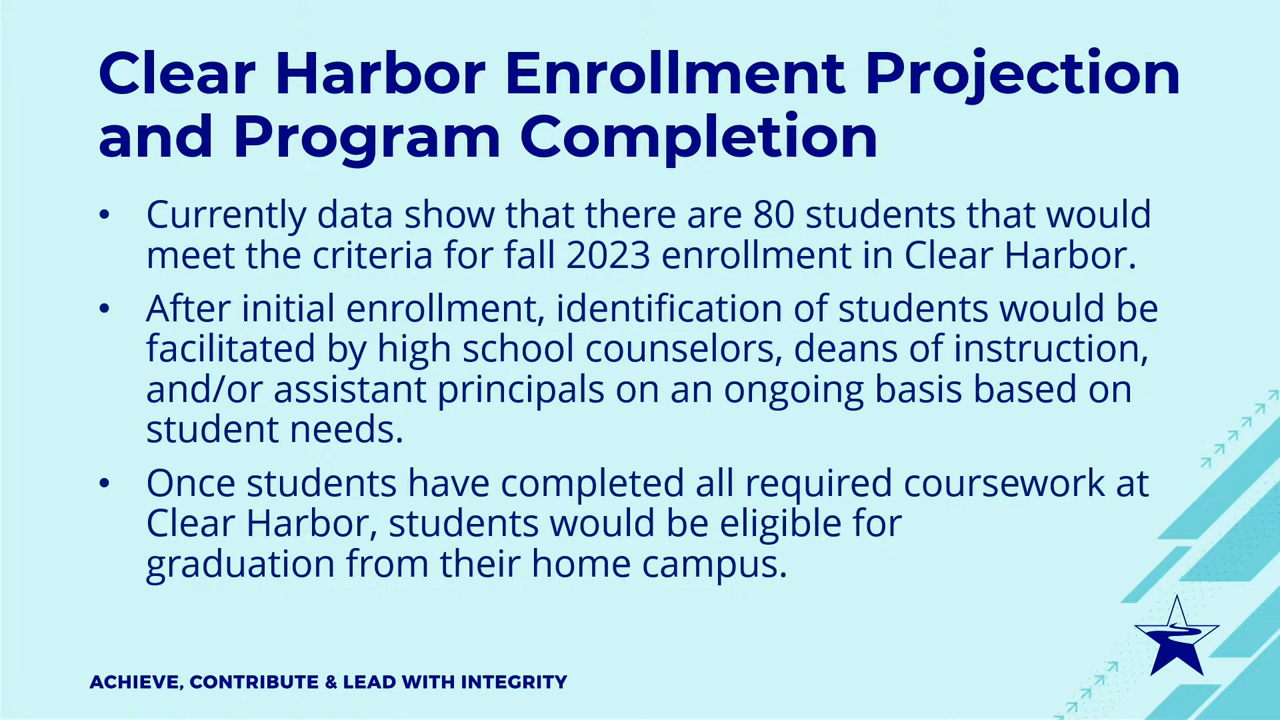 Clear Harbor Enrollment Projection
and Program Completion
• Currently data show that there are 80 students that would
meet the criteria for fall 2023 enrollment in Clear Harbor.
• After initial enrollment, identification of students would be
facilitated by high school counselors, deans of instruction,
and/or assistant principals on an ongoing basis based on
student needs.
• Once students have completed all required coursework at
Clear Harbor, students would be eligible for
graduation from their home campus.
ACHIEVE, CONTRIBUTE & LEAD WITH INTEGRITY